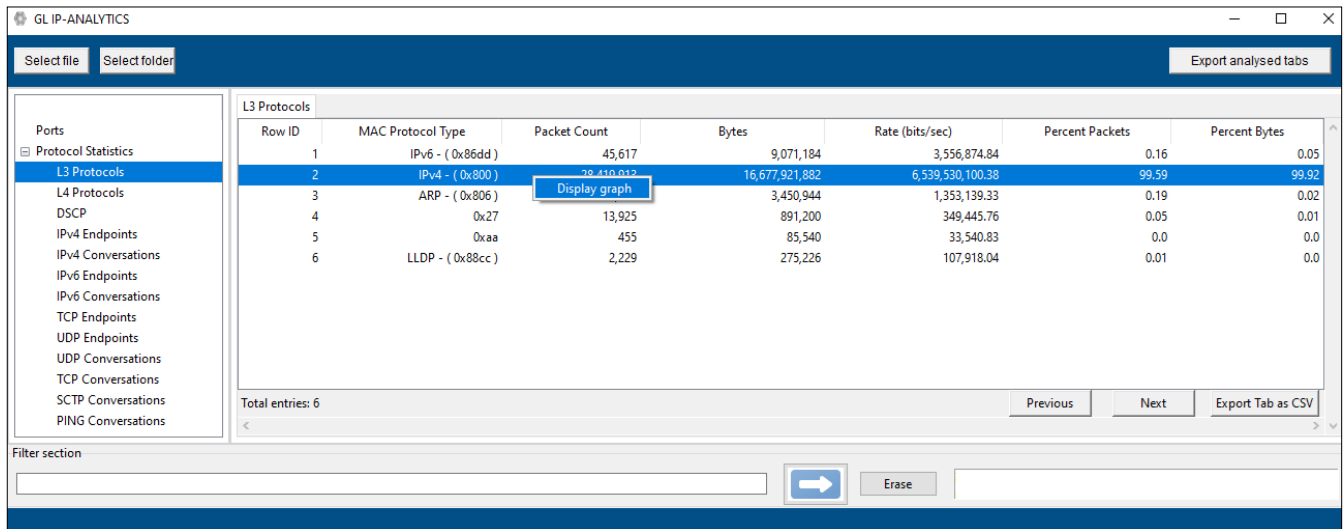 GL IP-ANALYTICS
Select file Select folder Export analysed tabs
L3 Protocols
Ports
Protocol Statistics
L3 Protocols
L4 Protocols
DSCP
IPv4 Endpoints
IPv4 Conversations
IPv6 Endpoints
IPv6 Conversations
TCP Endpoints
UDP Endpoints
UDP Conversations
TCP Conversations
SCTP Conversations
PING Conversations
Row ID MAC Protocol Type Packet Count Bytes Rate (bits/sec) Percent Packets Percent Bytes
1 IPv6 - ( 0x86dd ) 45,617 9,071,184 3,556,874.84 0.16 0.05
2 IPv4 - ( 0x800 ) 16,677,921,882 6,539,530,100.38 99.59 99.92
Display graph
3 ARP - ( 0x806 ) 3,450,944 1,353,139.33 0.19 0.02
4 0x27 13,925 891,200 349,445.76 0.05 0.01
5 0xaa 455 85,540 33,540.83 0.0 0.0
6 LLDP - ( 0x88cc ) 2,229 275,226 107,918.04 0.01 0.0
Total entries: 6 Previous Next Export Tab as CSV
Filter section
Erase